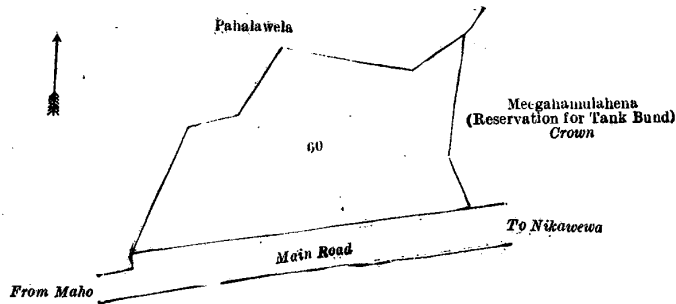 Pahalawela
Meegahamulahena
(Reservation for Tank Bund)
Crown
60
To Nikawewa
Main Road
From Maho